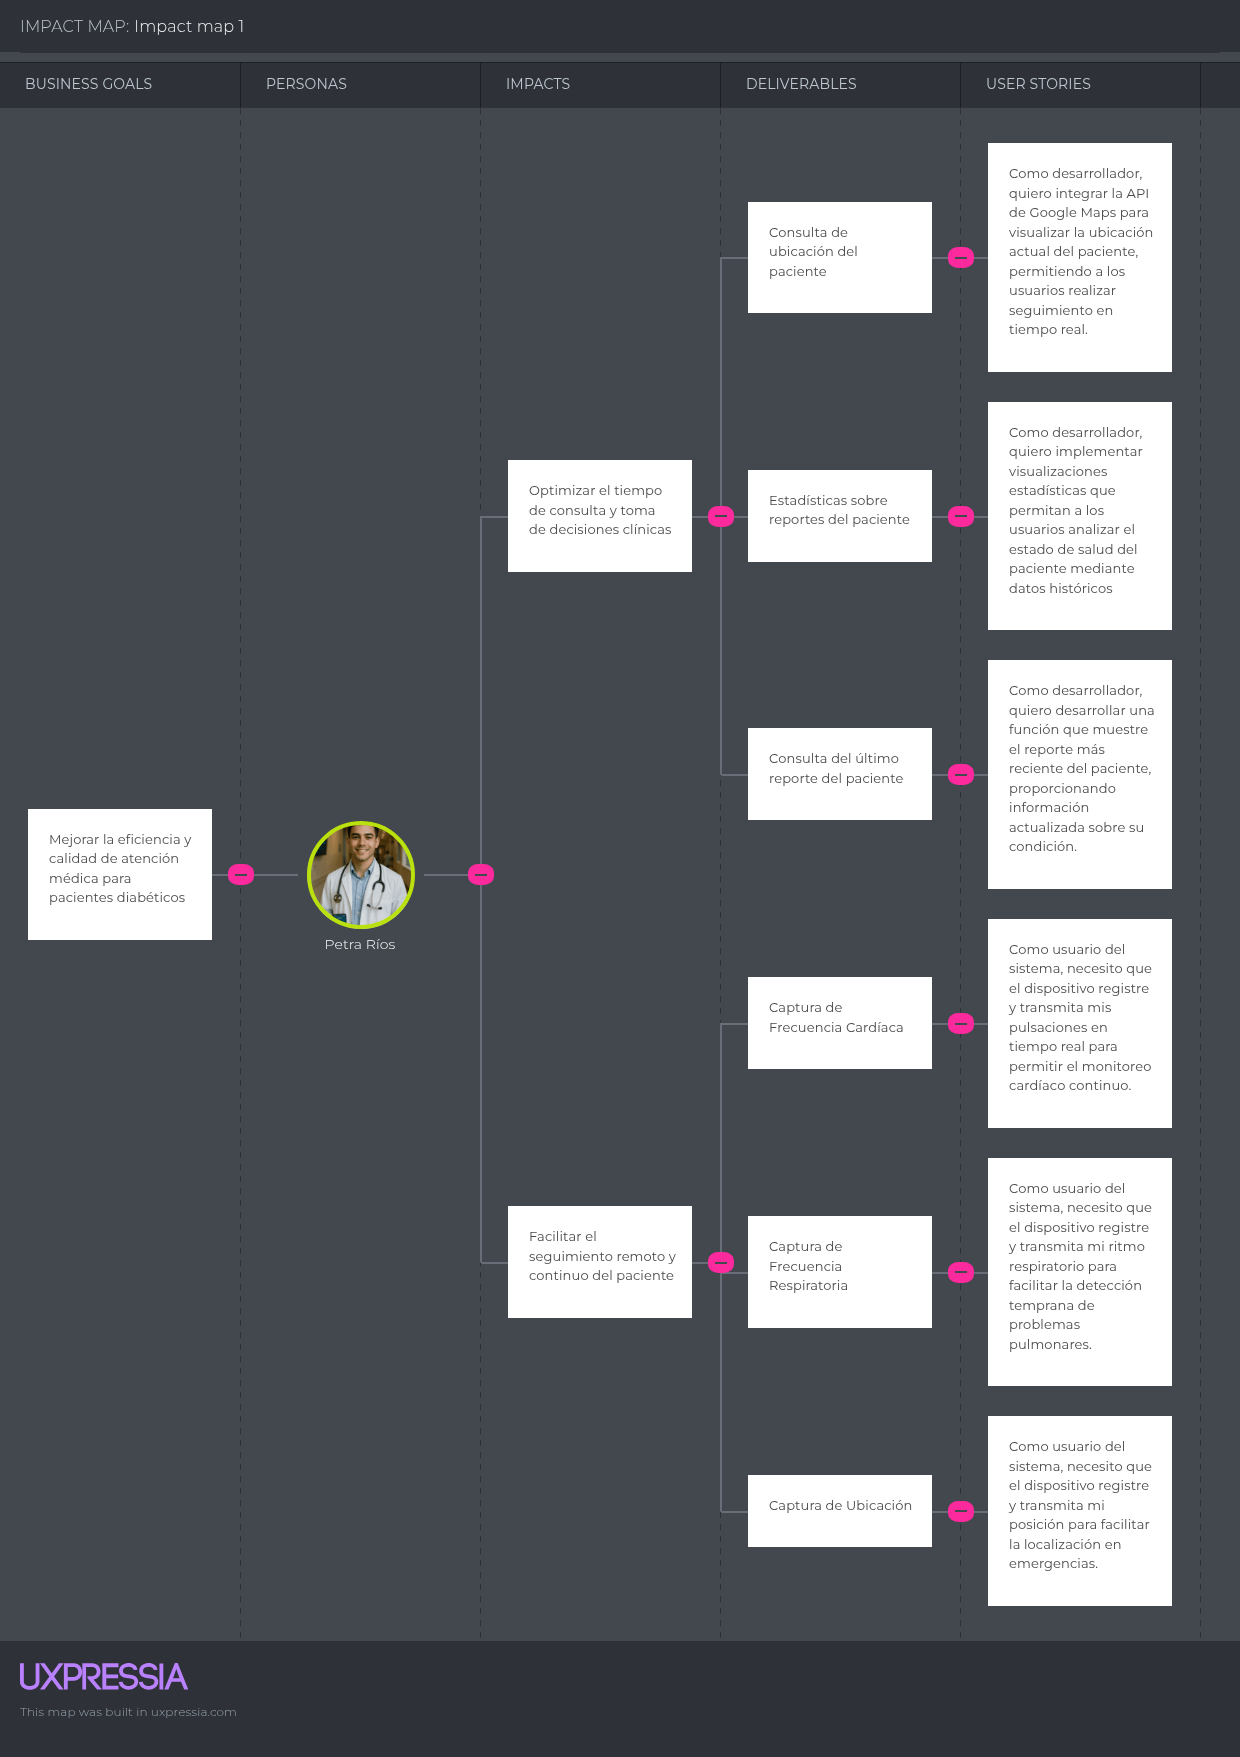 IMPACT MAP: Impact map 1
BUSINESS GOALS
PERSONAS
IMPACTS
DELIVERABLES
USER STORIES
Mejorar la eficiencia y
calidad de atención
médica para
pacientes diabéticos
Petra Ríos
Optimizar el tiempo
de consulta y toma
de decisiones clínicas
Consulta de
ubicación del
paciente
Como desarrollador,
quiero integrar la API
de Google Maps para
visualizar la ubicación
actual del paciente,
permitiendo a los
usuarios realizar
seguimiento en
tiempo real.
Estadísticas sobre
reportes del paciente
Como desarrollador,
quiero implementar
visualizaciones
estadísticas que
permitan a los
usuarios analizar el
estado de salud del
paciente mediante
datos históricos
Consulta del último
reporte del paciente
Como desarrollador,
quiero desarrollar una
función que muestre
el reporte más
reciente del paciente,
proporcionando
información
actualizada sobre su
condición.
Facilitar el
seguimiento remoto y
continuo del paciente
Captura de
Frecuencia Cardíaca
Como usuario del
sistema, necesito que
el dispositivo registre
y transmita mis
pulsaciones en
tiempo real para
permitir el monitoreo
cardíaco continuo.
Captura de
Frecuencia
Respiratoria
Como usuario del
sistema, necesito que
el dispositivo registre
y transmita mi ritmo
respiratorio para
facilitar la detección
temprana de
problemas
pulmonares.
Captura de Ubicación
Como usuario del
sistema, necesito que
el dispositivo registre
y transmita mi
posición para facilitar
la localización en
emergencias.
UXPRESSIA
This map was built in uxpressia.com